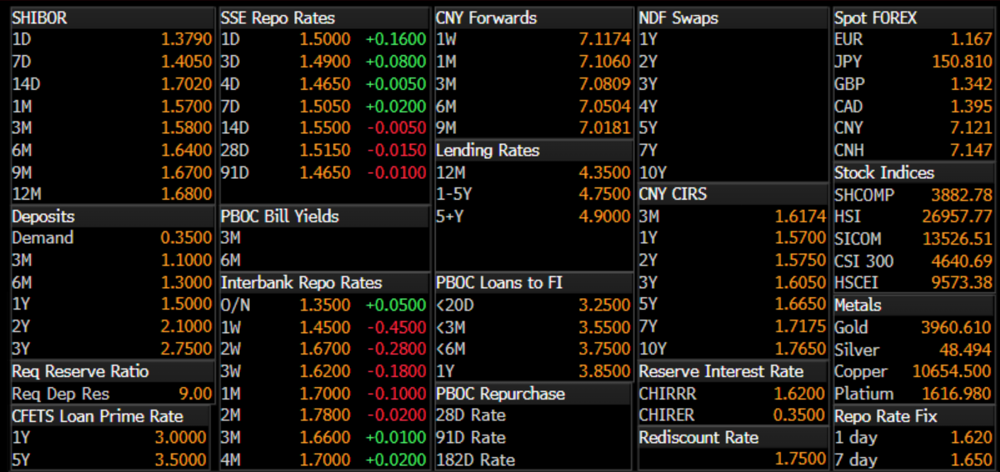 SHIBOR
1D 1.3790
7D 1.4050
14D 1.7020
1M 1.5700
3M 1.5800
6M 1.6400
9M 1.6700
12M 1.6800
Deposits
Demand 0.3500
3M 1.1000
6M 1.3000
1Y 1.5000
2Y 2.1000
3Y 2.7500
Req Reserve Ratio
Req Dep Res 9.00
CFETS Loan Prime Rate
1Y 3.0000
5Y 3.5000
SSE Repo Rates
1D 1.5000 +0.1600
3D 1.4900 +0.0800
4D 1.4650 +0.0050
7D 1.5050 +0.0200
14D 1.5500 -0.0050
28D 1.5150 -0.0150
91D 1.4650 -0.0100
PBOC Bill Yields
3M
6M
Interbank Repo Rates
O/N 1.3500 +0.0500
1W 1.4500 -0.4500
2W 1.6700 -0.2800
3W 1.6200 -0.1800
1M 1.7000 -0.1000
2M 1.7800 -0.0200
3M 1.6600 +0.0100
4M 1.7000 +0.0200
CNY Forwards
1W 7.1174
1M 7.1060
3M 7.0809
6M 7.0504
9M 7.0181
Lending Rates
12M 4.3500
1-5Y 4.7500
5+Y 4.9000
PBOC Loans to FI
<20D 3.2500
<3M 3.5500
<6M 3.7500
1Y 3.8500
PBOC Repurchase
28D Rate
91D Rate
182D Rate
NDF Swaps
1Y
2Y
3Y
4Y
5Y
7Y
10Y
CNY CIRS
3M 1.6174
1Y 1.5700
2Y 1.5750
3Y 1.6050
5Y 1.6650
7Y 1.7175
10Y 1.7650
Reserve Interest Rate
CHIRRR 1.6200
CHIRER 0.3500
Rediscount Rate
1.7500
Spot FOREX
EUR 1.167
JPY 150.810
GBP 1.342
CAD 1.395
CNY 7.121
CNH 7.147
Stock Indices
SHCOMP 3882.78
HSI 26957.77
SICOM 13526.51
CSI 300 4640.69
HSCEI 9573.38
Metals
Gold 3960.610
Silver 48.494
Copper 10654.500
Platium 1616.980
Repo Rate Fix
1 day 1.620
7 day 1.650